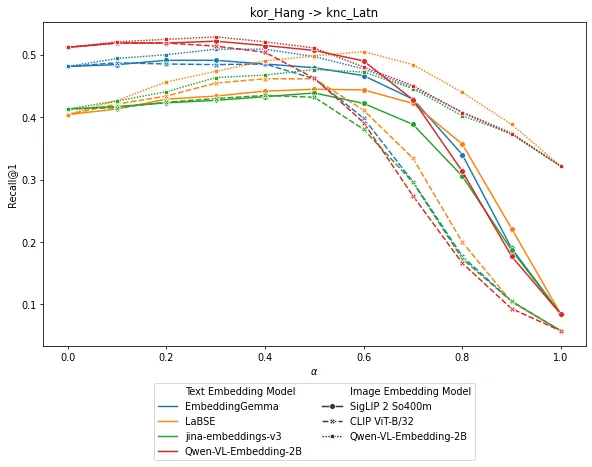 kor_Hang -> knc_Latn
Recall@1
0.5
0.4
0.3
0.2
0.1
0.0 0.2 0.4 0.6 0.8 1.0
α
Text Embedding Model Image Embedding Model
EmbeddingGemma SigLIP 2 So400m
LaBSE CLIP ViT-B/32
jina-embeddings-v3 Qwen-VL-Embedding-2B
Qwen-VL-Embedding-2B